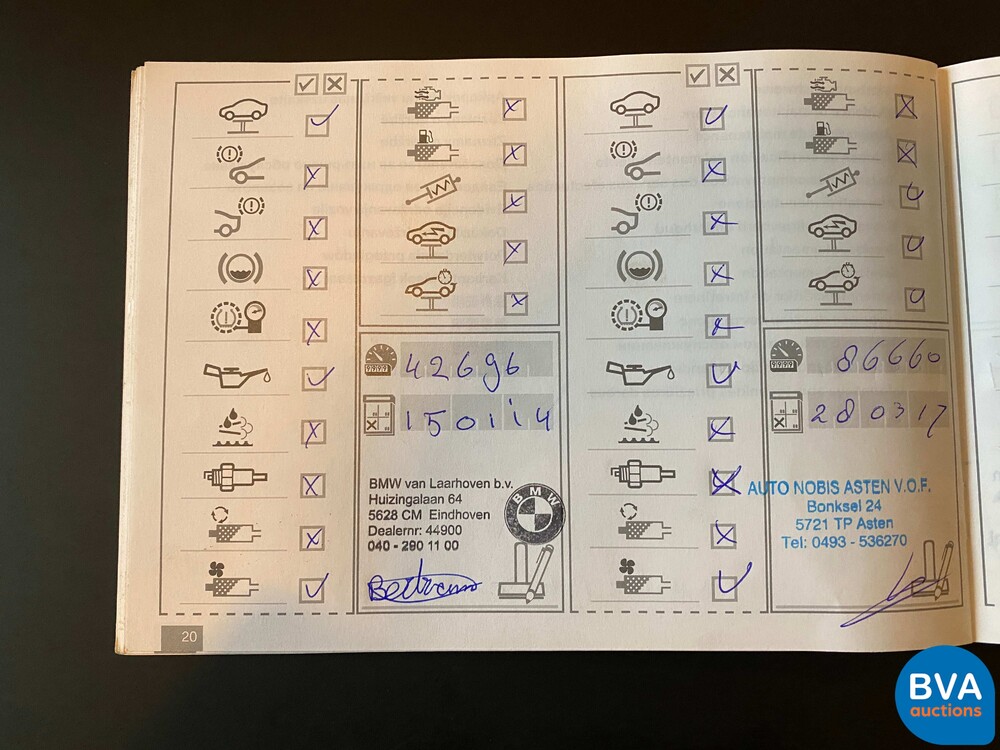 42696
150114
BMW van Laarhoven b.v.
Huizingalaan 64
5628 CM Eindhoven
Dealernr: 44900
040 - 290 11 00
BMW
20
86660
280317
AUTO NOBIS ASTEN V.O.F.
Bonksel 24
5721 TP Asten
Tel: 0493 - 536270
BVA
auctions